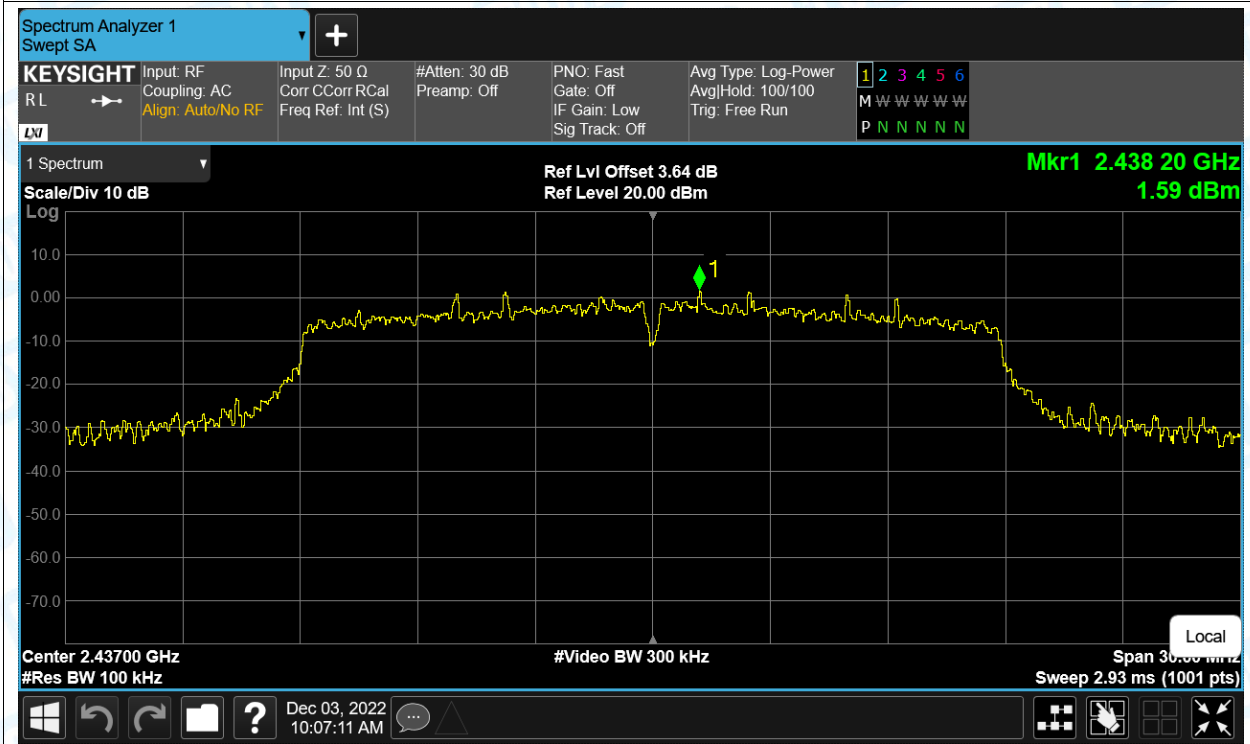 Spectrum Analyzer 1
Swept SA
KEYSIGHT
R L
LXI
Input: RF
Coupling: AC
Align: Auto/No RF
Input Z: 50 Ω
Corr CCorr RCal
Freq Ref: Int (S)
#Atten: 30 dB
Preamp: Off
PNO: Fast
Gate: Off
IF Gain: Low
Sig Track: Off
Avg Type: Log-Power
Avg|Hold: 100/100
Trig: Free Run
1 2 3 4 5 6
M W W W W W W
P N N N N N N
1 Spectrum
Scale/Div 10 dB
Log
Ref Lvl Offset 3.64 dB
Ref Level 20.00 dBm
Mkr1 2.438 20 GHz
1.59 dBm
1
10.0
0.00
-10.0
-20.0
-30.0
-40.0
-50.0
-60.0
-70.0
Local
Center 2.43700 GHz
#Video BW 300 kHz
Span 30.00 MHz
#Res BW 100 kHz
Sweep 2.93 ms (1001 pts)
?
Dec 03, 2022
10:07:11 AM